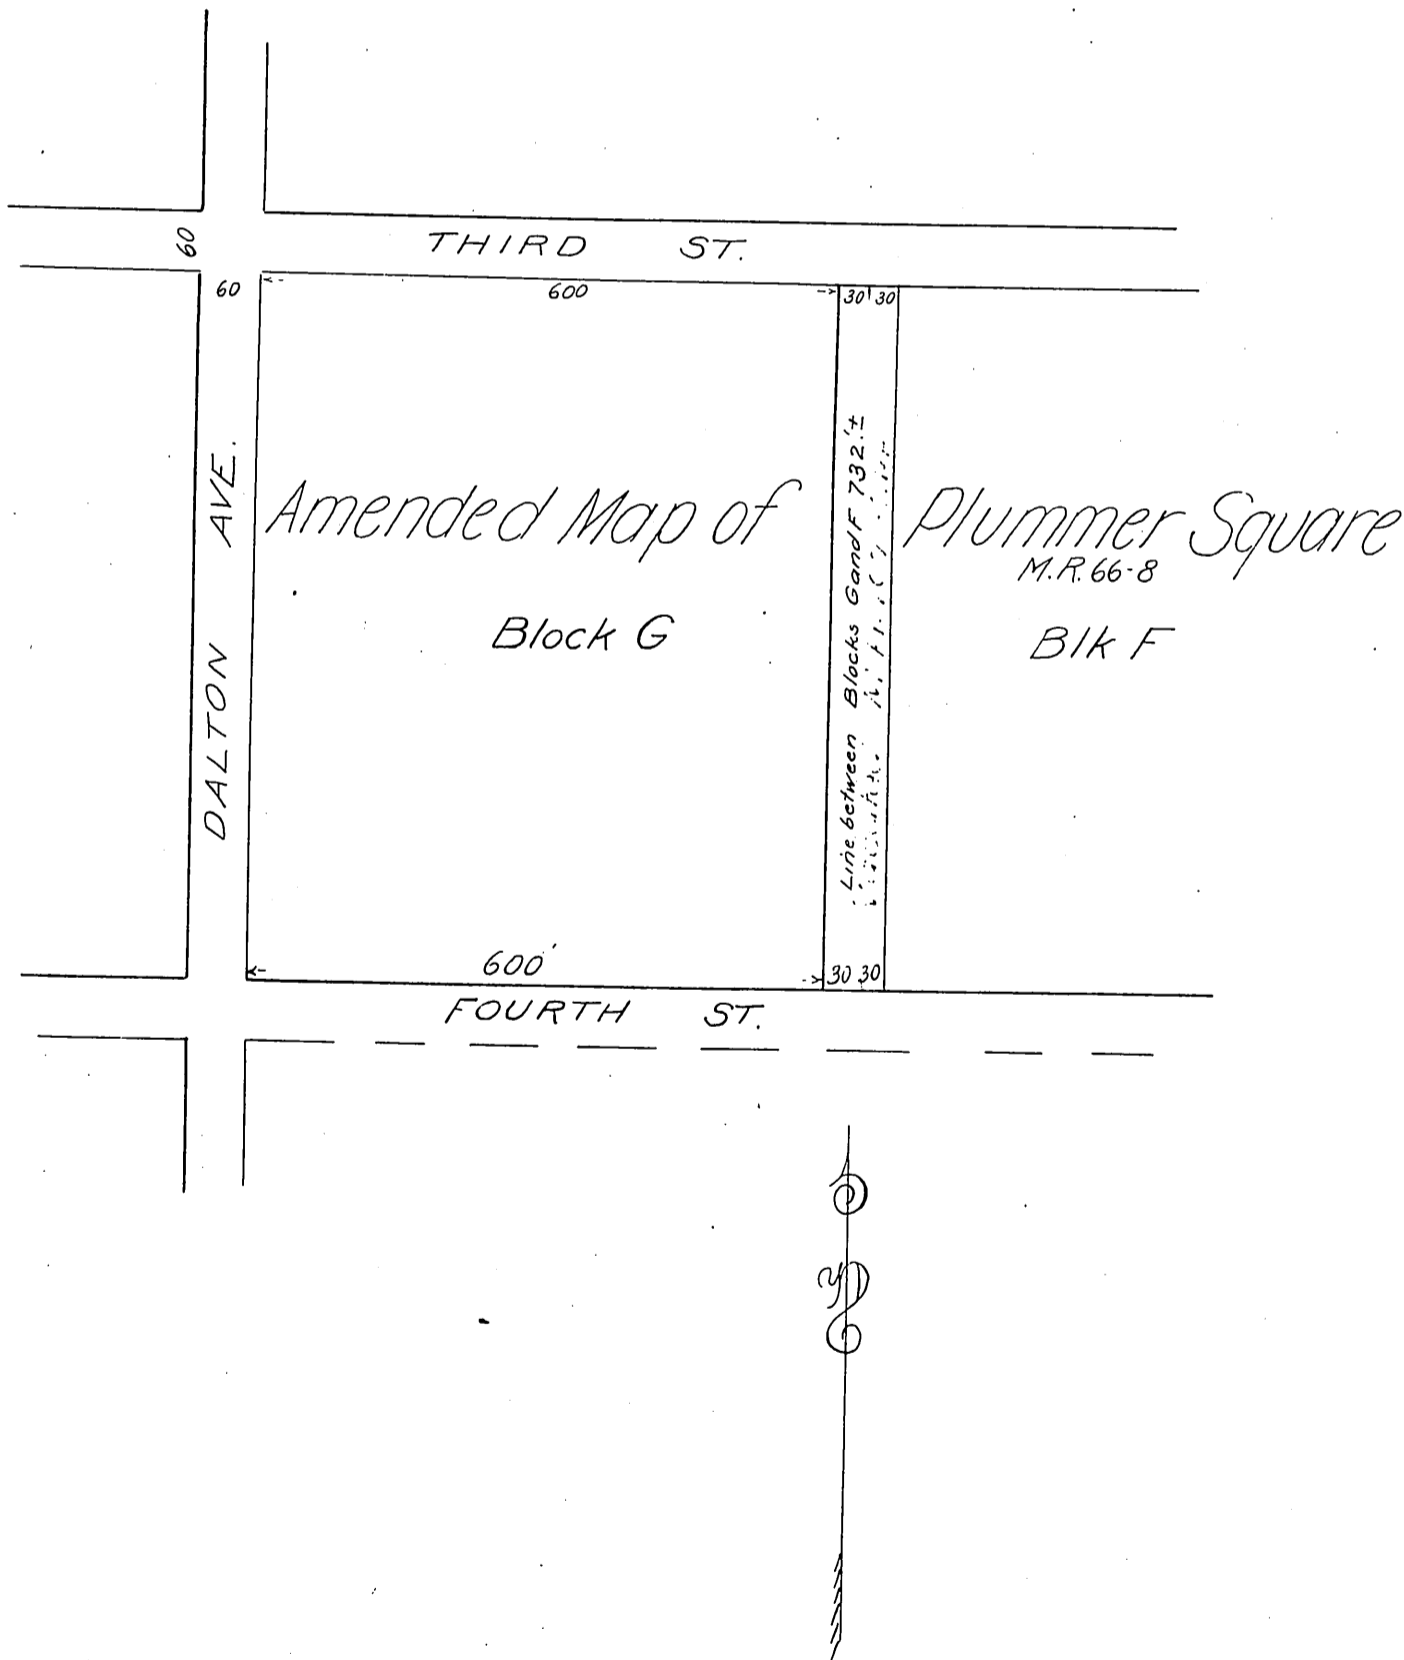 THIRD ST.
60
60
600
30 30
DALTON AVE.
Amended Map of Plummer Square
M.R. 66-8
Block G
Blk F
Line between Blocks G and F 732.'±
600'
30 30
FOURTH ST.